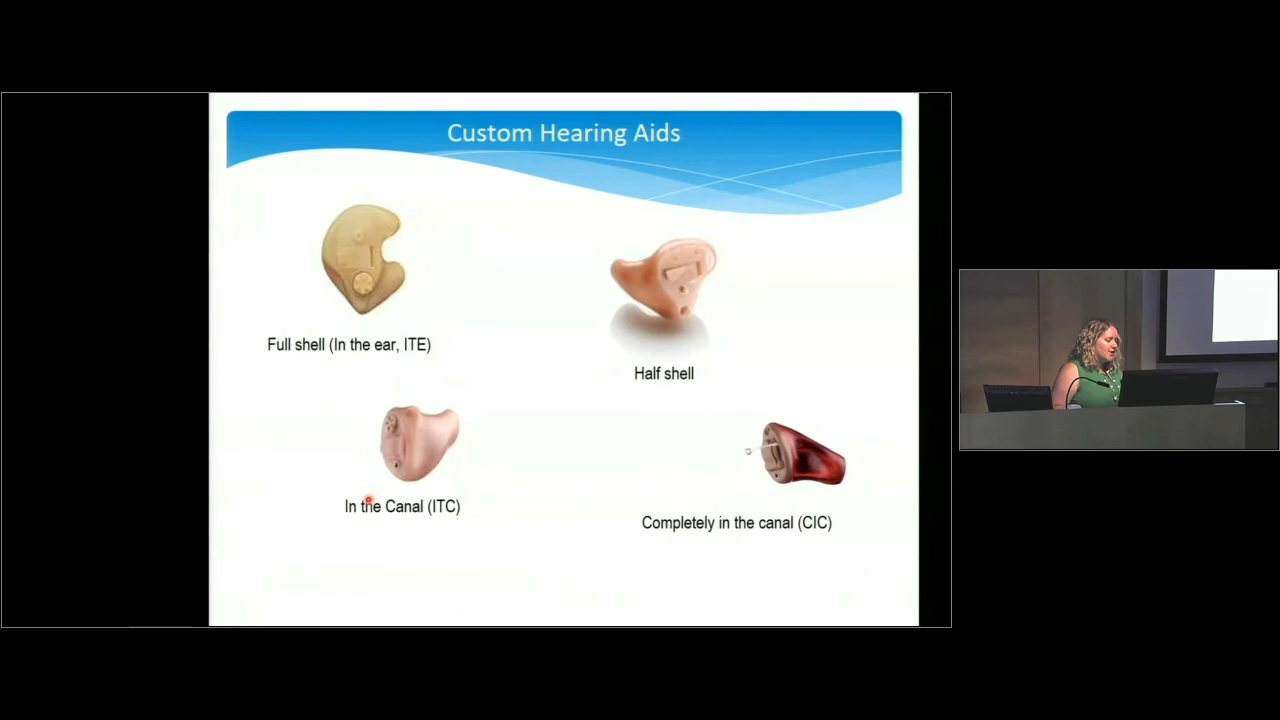 Custom Hearing Aids
Full shell (In the ear, ITE)
Half shell
In the Canal (ITC)
Completely in the canal (CIC)